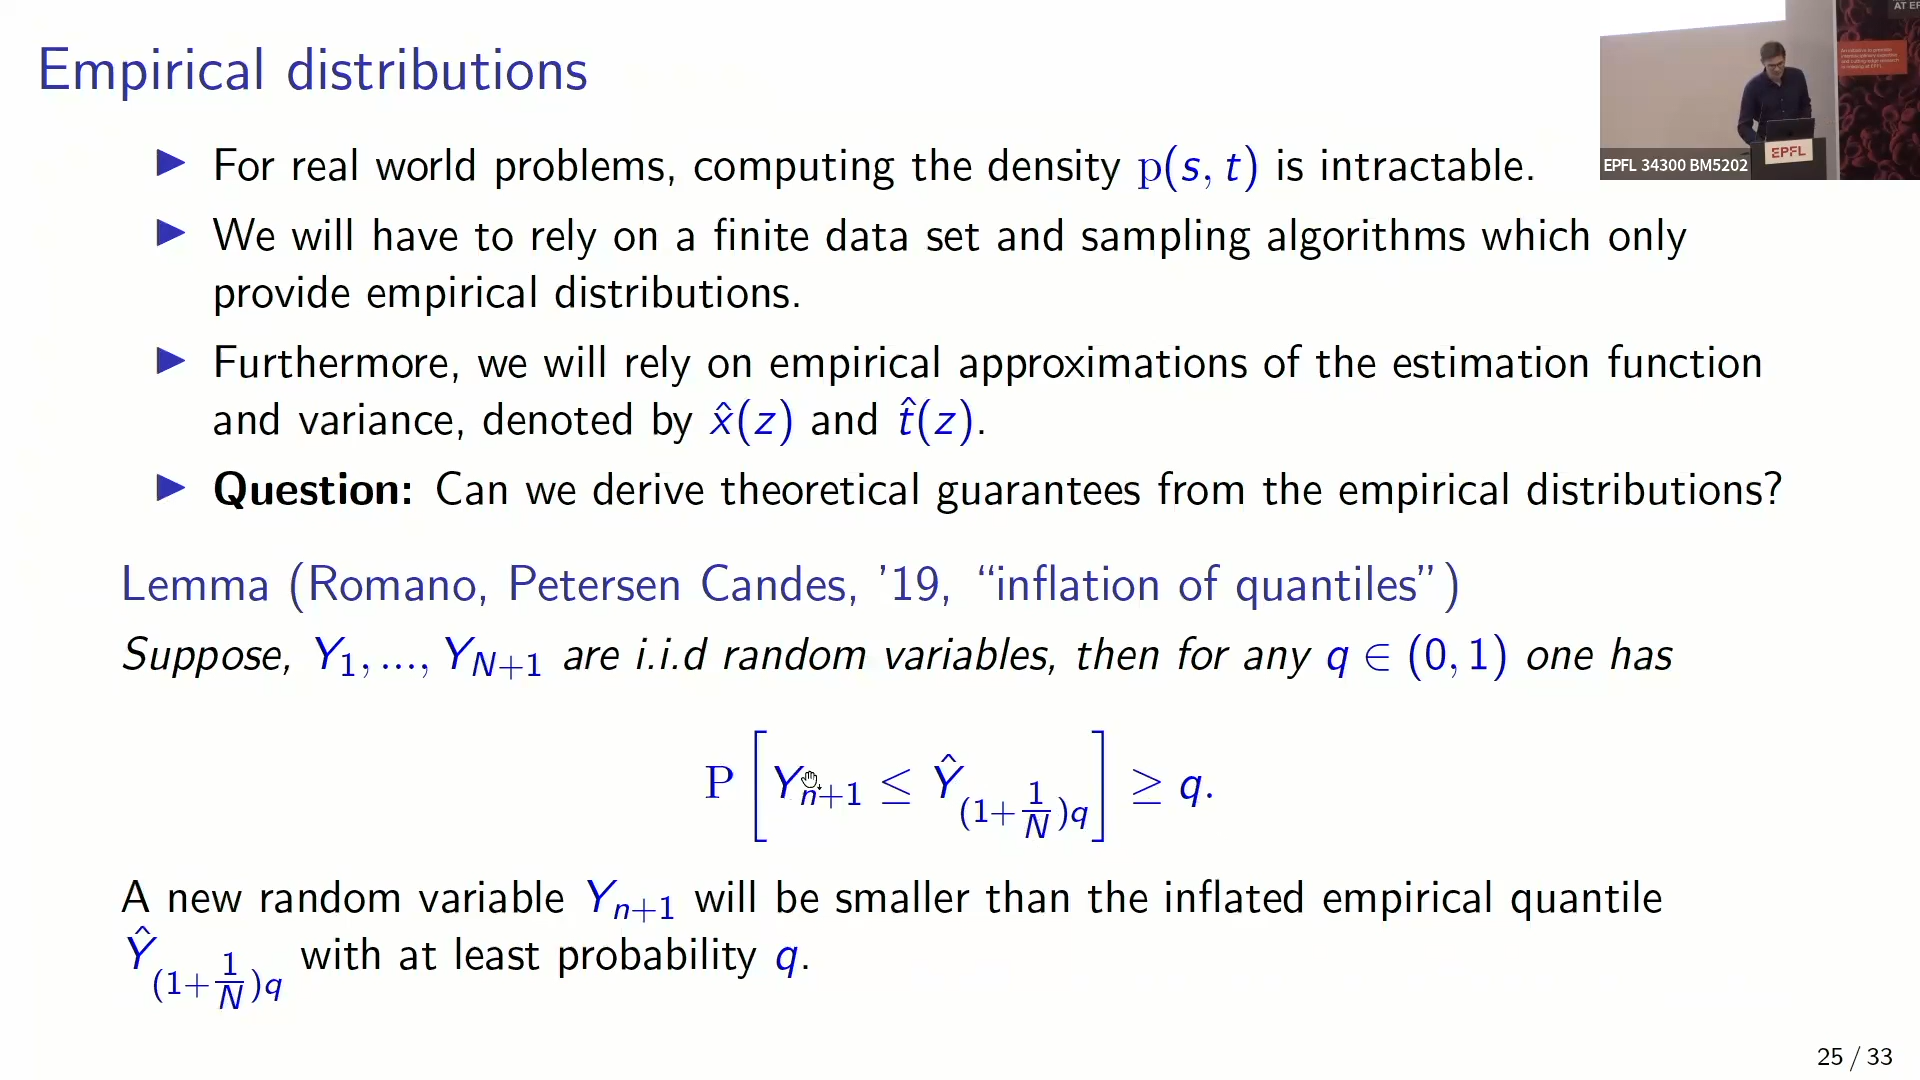 Empirical distributions
▶ For real world problems, computing the density p(s, t) is intractable.
▶ We will have to rely on a finite data set and sampling algorithms which only
provide empirical distributions.
▶ Furthermore, we will rely on empirical approximations of the estimation function
and variance, denoted by x̂(z) and t̂(z).
▶ Question: Can we derive theoretical guarantees from the empirical distributions?
Lemma (Romano, Petersen Candes, '19, “inflation of quantiles”)
Suppose, Y₁, ..., Y_{N+1} are i.i.d random variables, then for any q ∈ (0, 1) one has
P [ Y_{n+1} ≤ Ŷ_{(1+\frac{1}{N})q} ] ≥ q.
A new random variable Y_{n+1} will be smaller than the inflated empirical quantile
Ŷ_{(1+\frac{1}{N})q} with at least probability q.
25 / 33
EPFL 34300 BM5202
EPFL